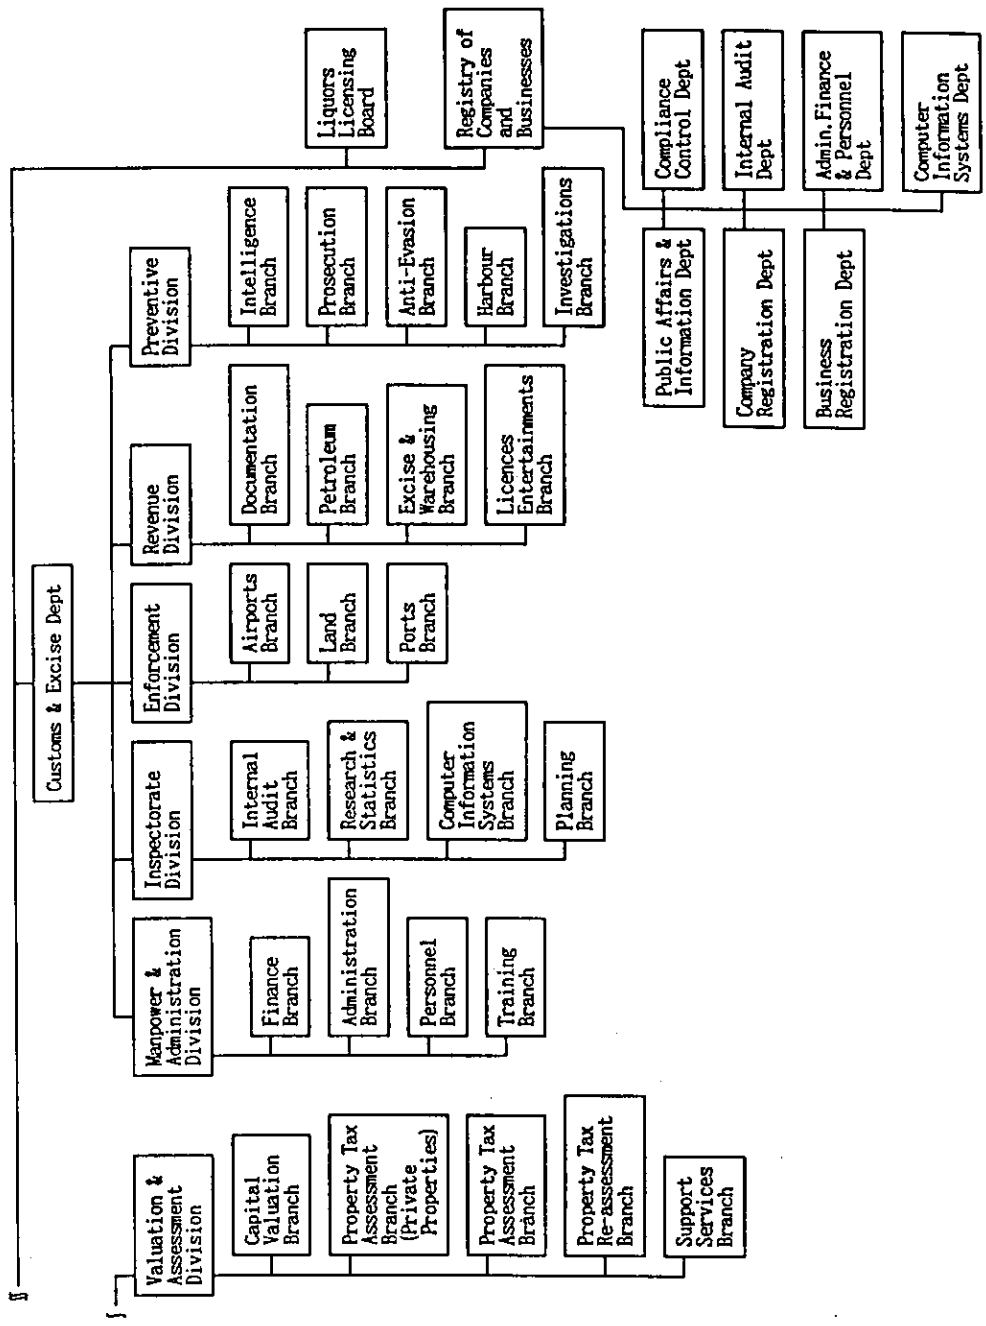 Customs & Excise Dept
Liquors
Licensing
Board
Registry of
Companies
and
Businesses
Valuation &
Assessment
Division
Capital
Valuation
Branch
Property Tax
Assessment
Branch
(Private
Properties)
Property Tax
Assessment
Branch
Property Tax
Re-assessment
Branch
Support
Services
Branch
Manpower &
Administration
Division
Finance
Branch
Administration
Branch
Personnel
Branch
Training
Branch
Inspectorate
Division
Internal
Audit
Branch
Research &
Statistics
Branch
Computer
Information
Systems
Branch
Planning
Branch
Enforcement
Division
Airports
Branch
Land
Branch
Ports
Branch
Revenue
Division
Documentation
Branch
Petroleum
Branch
Excise &
Warehousing
Branch
Licences
Entertainments
Branch
Preventive
Division
Intelligence
Branch
Prosecution
Branch
Anti-Evasion
Branch
Harbour
Branch
Investigations
Branch
Public Affairs &
Information Dept
Compliance
Control Dept
Company
Registration Dept
Internal Audit
Dept
Business
Registration Dept
Admin.Finance
& Personnel
Dept
Computer
Information
Systems Dept